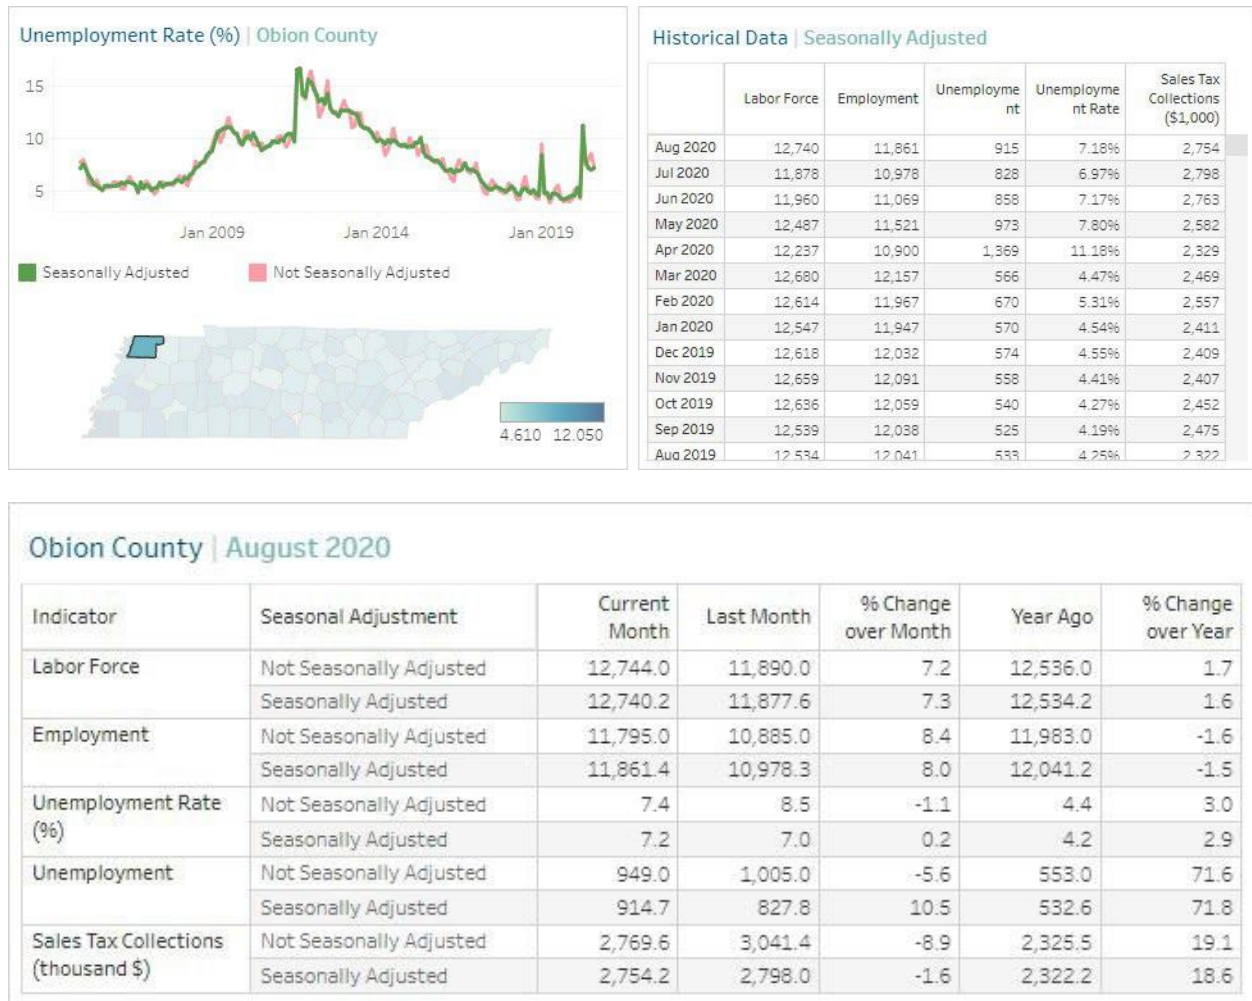 Unemployment Rate (%) | Obion County
15
10
5
Jan 2009 Jan 2014 Jan 2019
Seasonally Adjusted Not Seasonally Adjusted
4.610 12.050
Historical Data | Seasonally Adjusted
Labor Force Employment Unemployme nt Unemployme nt Rate Sales Tax Collections ($1,000)
Aug 2020 12,740 11,861 915 7.18% 2,754
Jul 2020 11,878 10,978 828 6.97% 2,798
Jun 2020 11,960 11,069 858 7.17% 2,763
May 2020 12,487 11,521 973 7.80% 2,582
Apr 2020 12,237 10,900 1,369 11.18% 2,329
Mar 2020 12,680 12,157 566 4.47% 2,469
Feb 2020 12,614 11,967 670 5.31% 2,557
Jan 2020 12,547 11,947 570 4.54% 2,411
Dec 2019 12,618 12,032 574 4.55% 2,409
Nov 2019 12,659 12,091 558 4.41% 2,407
Oct 2019 12,636 12,059 540 4.27% 2,452
Sep 2019 12,539 12,038 525 4.19% 2,475
Aug 2019 12,534 12,041 533 4.25% 2,322
Obion County | August 2020
Indicator Seasonal Adjustment Current Month Last Month % Change over Month Year Ago % Change over Year
Labor Force Not Seasonally Adjusted 12,744.0 11,890.0 7.2 12,536.0 1.7
Seasonally Adjusted 12,740.2 11,877.6 7.3 12,534.2 1.6
Employment Not Seasonally Adjusted 11,795.0 10,885.0 8.4 11,983.0 -1.6
Seasonally Adjusted 11,861.4 10,978.3 8.0 12,041.2 -1.5
Unemployment Rate (%) Not Seasonally Adjusted 7.4 8.5 -1.1 4.4 3.0
Seasonally Adjusted 7.2 7.0 0.2 4.2 2.9
Unemployment Not Seasonally Adjusted 949.0 1,005.0 -5.6 553.0 71.6
Seasonally Adjusted 914.7 827.8 10.5 532.6 71.8
Sales Tax Collections (thousand $) Not Seasonally Adjusted 2,769.6 3,041.4 -8.9 2,325.5 19.1
Seasonally Adjusted 2,754.2 2,798.0 -1.6 2,322.2 18.6